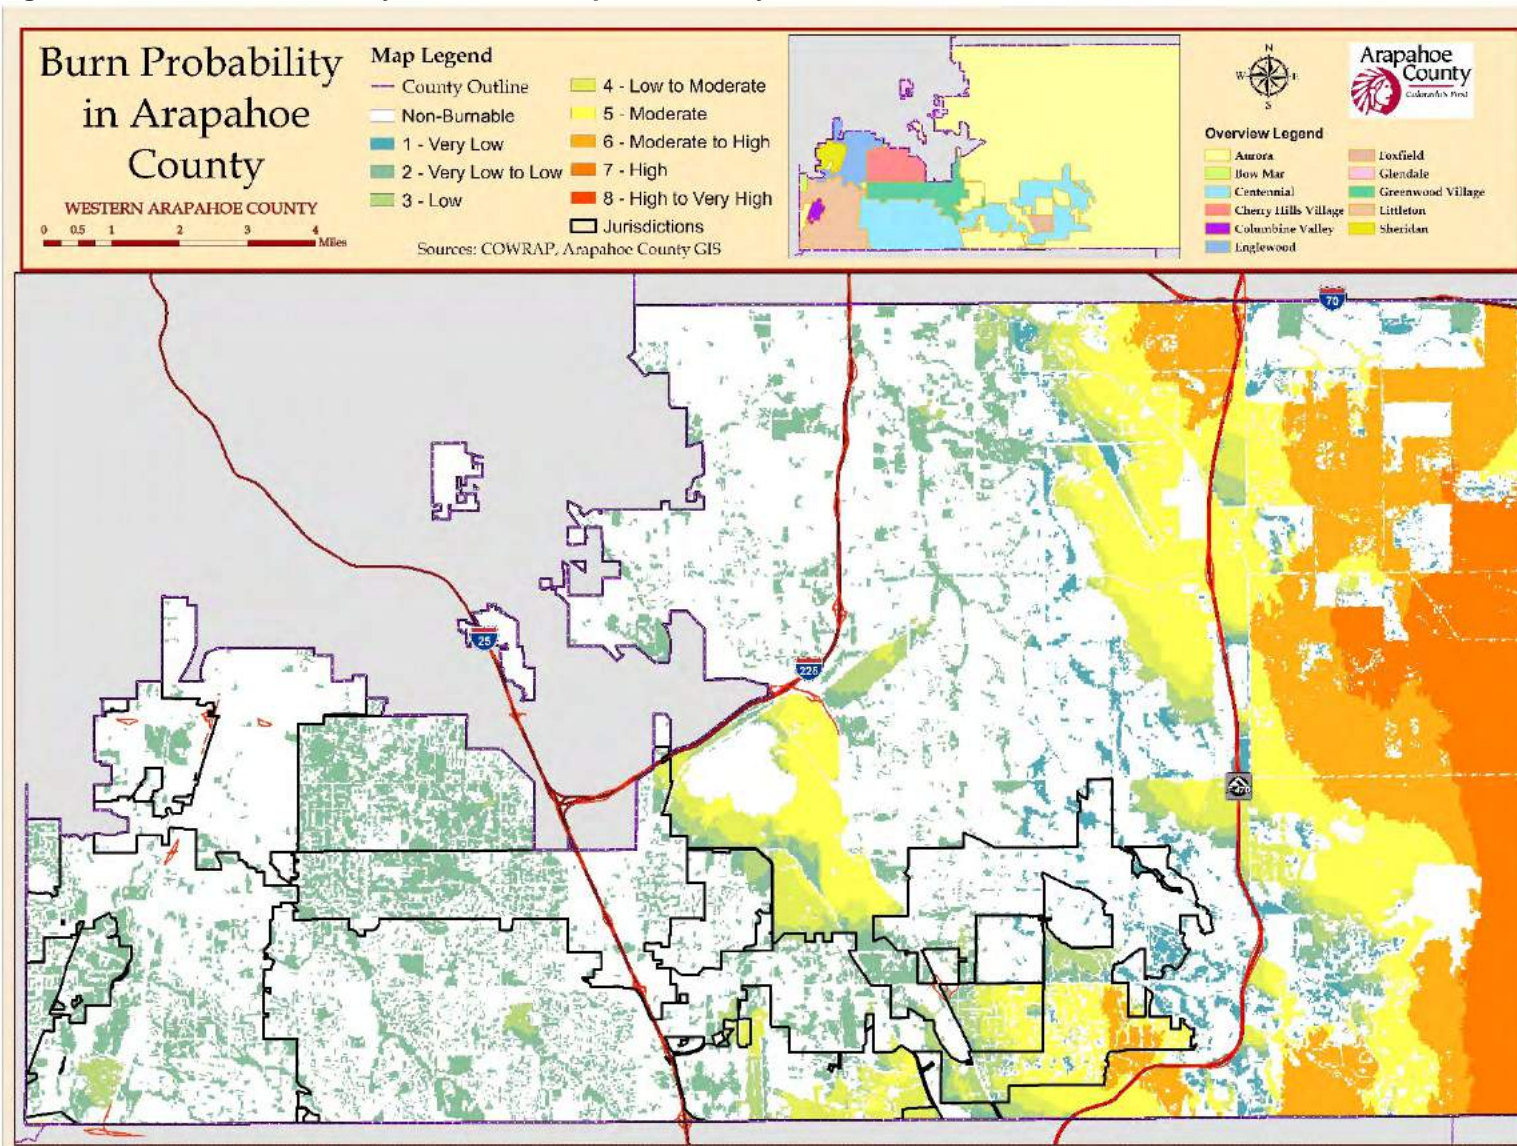 Burn Probability
in Arapahoe
County
WESTERN ARAPAHOE COUNTY
0 0.5 1 2 3 4
Miles
Map Legend
County Outline
Non-Burnable
1 - Very Low
2 - Very Low to Low
3 - Low
4 - Low to Moderate
5 - Moderate
6 - Moderate to High
7 - High
8 - High to Very High
Jurisdictions
Sources: COWRAP, Arapahoe County GIS
N
W E
S
Arapahoe
County
Colorado's First
Overview Legend
Aurora
Bow Mar
Centennial
Cherry Hills Village
Columbine Valley
Englewood
Foxfield
Glendale
Greenwood Village
Littleton
Sheridan
70
25
225
470